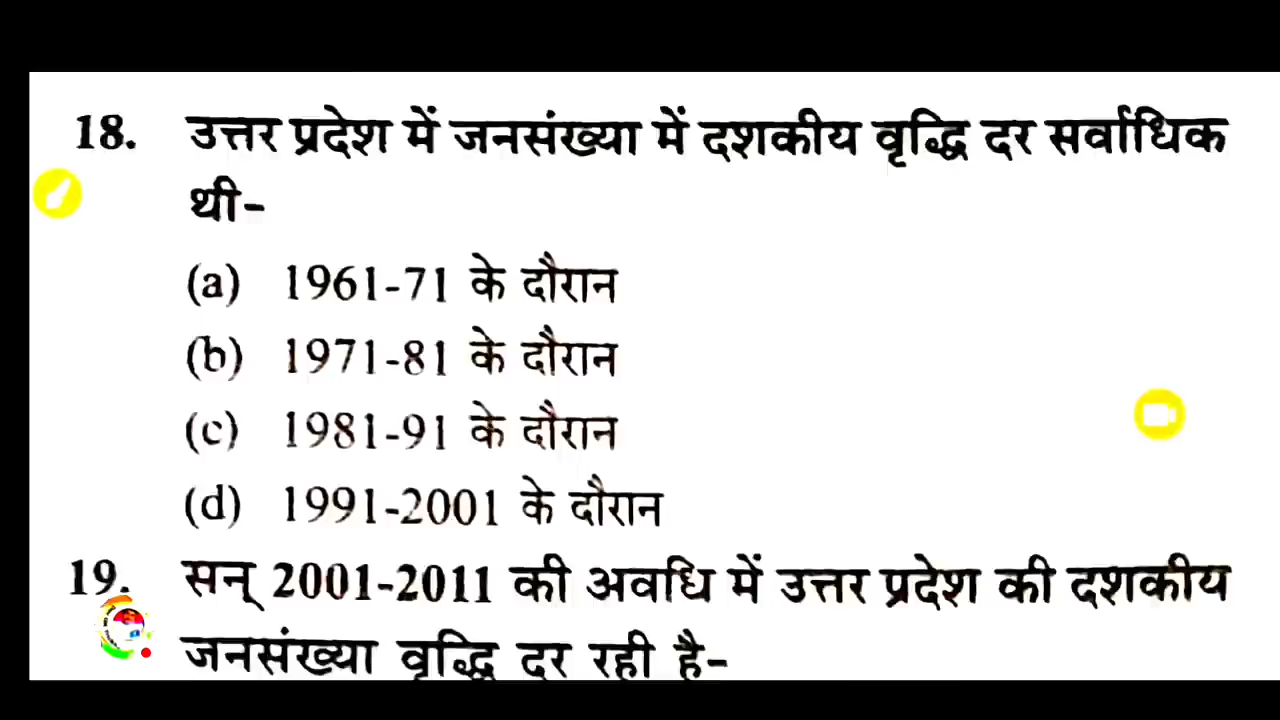 18. उत्तर प्रदेश में जनसंख्या में दशकीय वृद्धि दर सर्वाधिक
थी-
(a) 1961-71 के दौरान
(b) 1971-81 के दौरान
(c) 1981-91 के दौरान
(d) 1991-2001 के दौरान
19. सन् 2001-2011 की अवधि में उत्तर प्रदेश की दशकीय
जनसंख्या वृद्धि दर रही है-